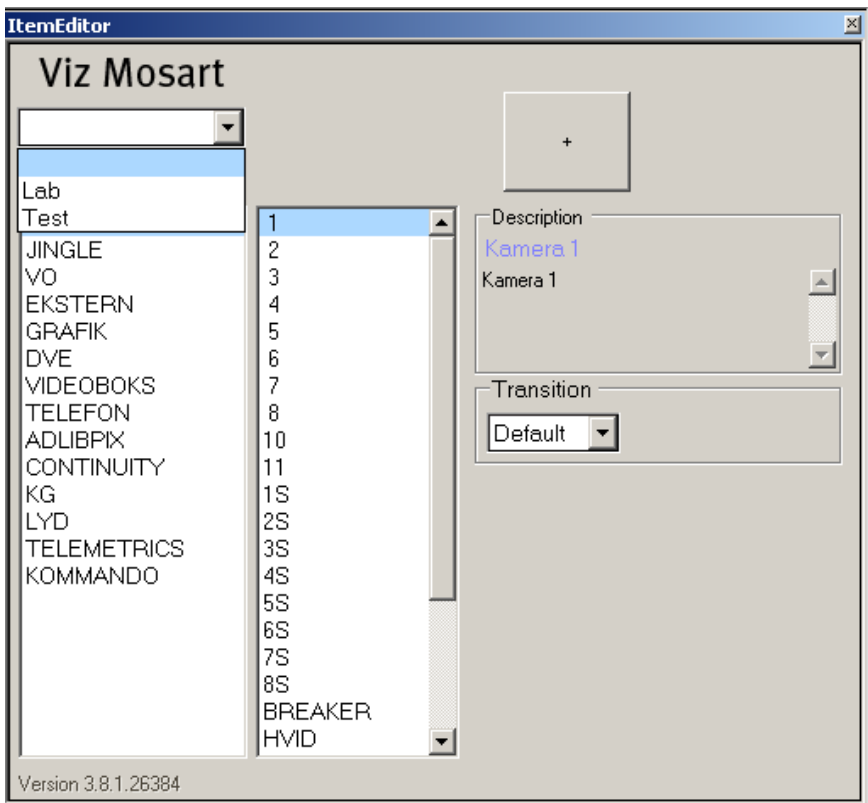 ItemEditor
Viz Mosart
Lab
Test
JINGLE
VO
EKSTERN
GRAFIK
DVE
VIDEOBOKS
TELEFON
ADLIBPIX
CONTINUITY
KG
LYD
TELEMETRICS
KOMMANDO
1
2
3
4
5
6
7
8
10
11
1S
2S
3S
4S
5S
6S
7S
8S
BREAKER
HVID
+
Description
Kamera 1
Kamera 1
Transition
Default
Version 3.8.1.26384